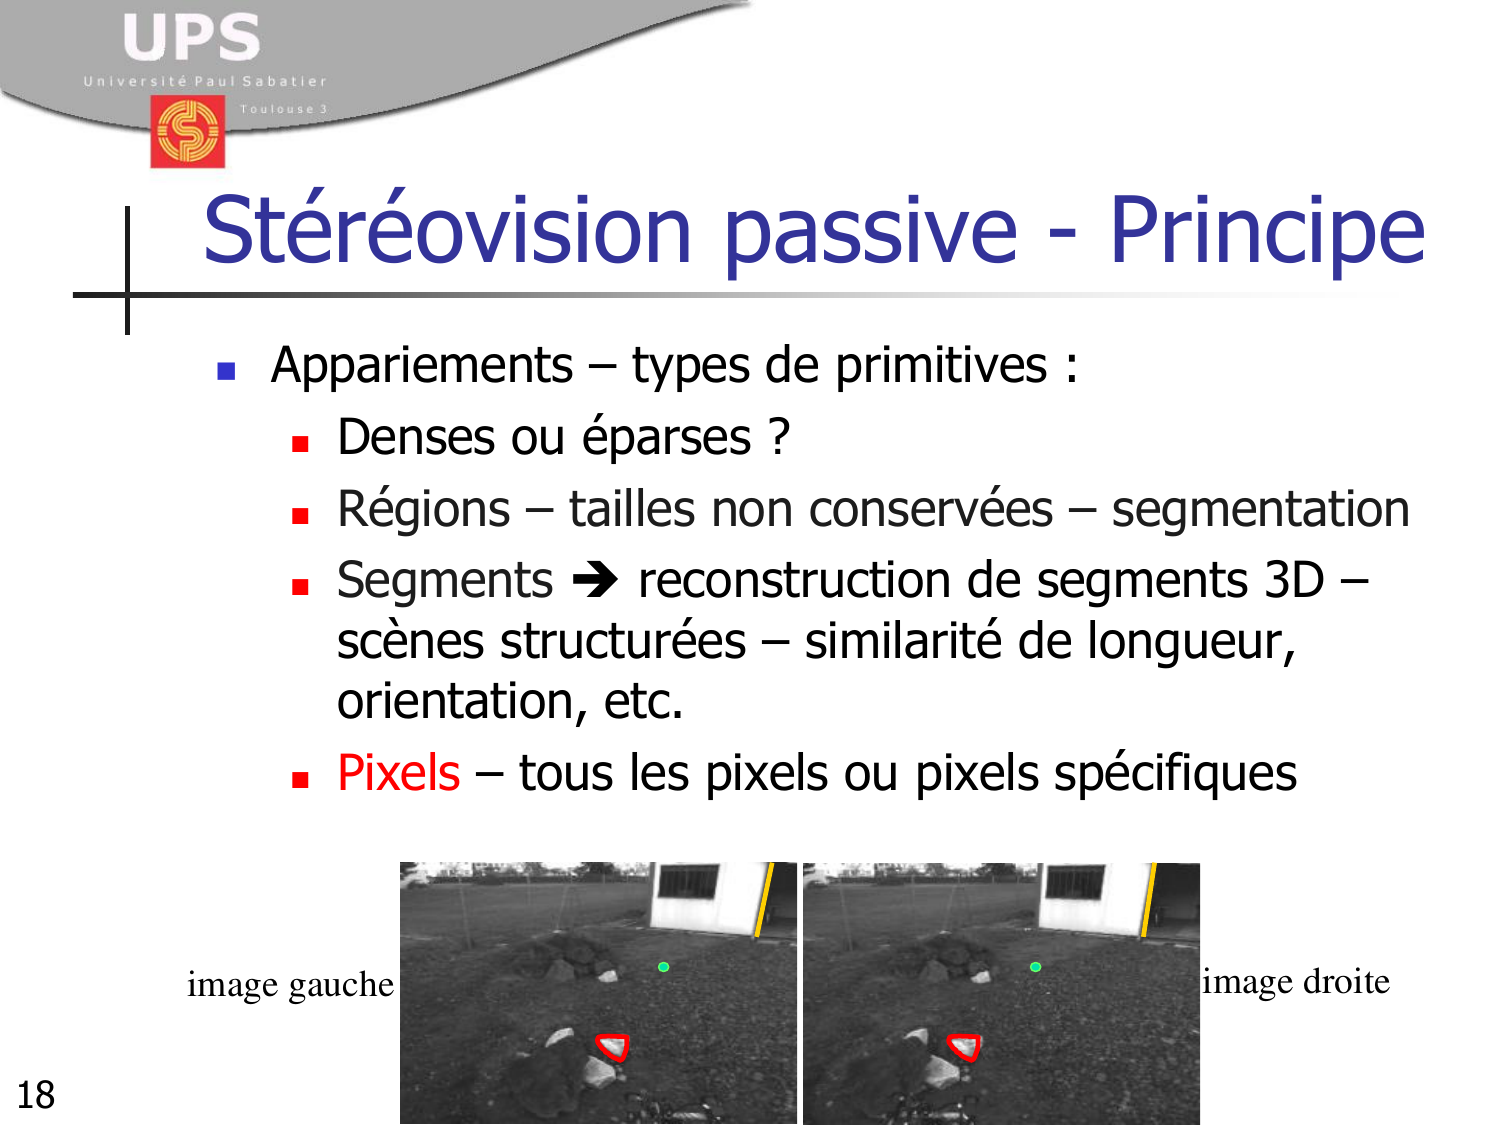 UPS
Université Paul Sabatier
Toulouse 3
Stéréovision passive - Principe
Appariements – types de primitives :
Denses ou éparses ?
Régions – tailles non conservées – segmentation
Segments ➔ reconstruction de segments 3D –
scènes structurées – similarité de longueur,
orientation, etc.
Pixels – tous les pixels ou pixels spécifiques
image gauche
image droite
18